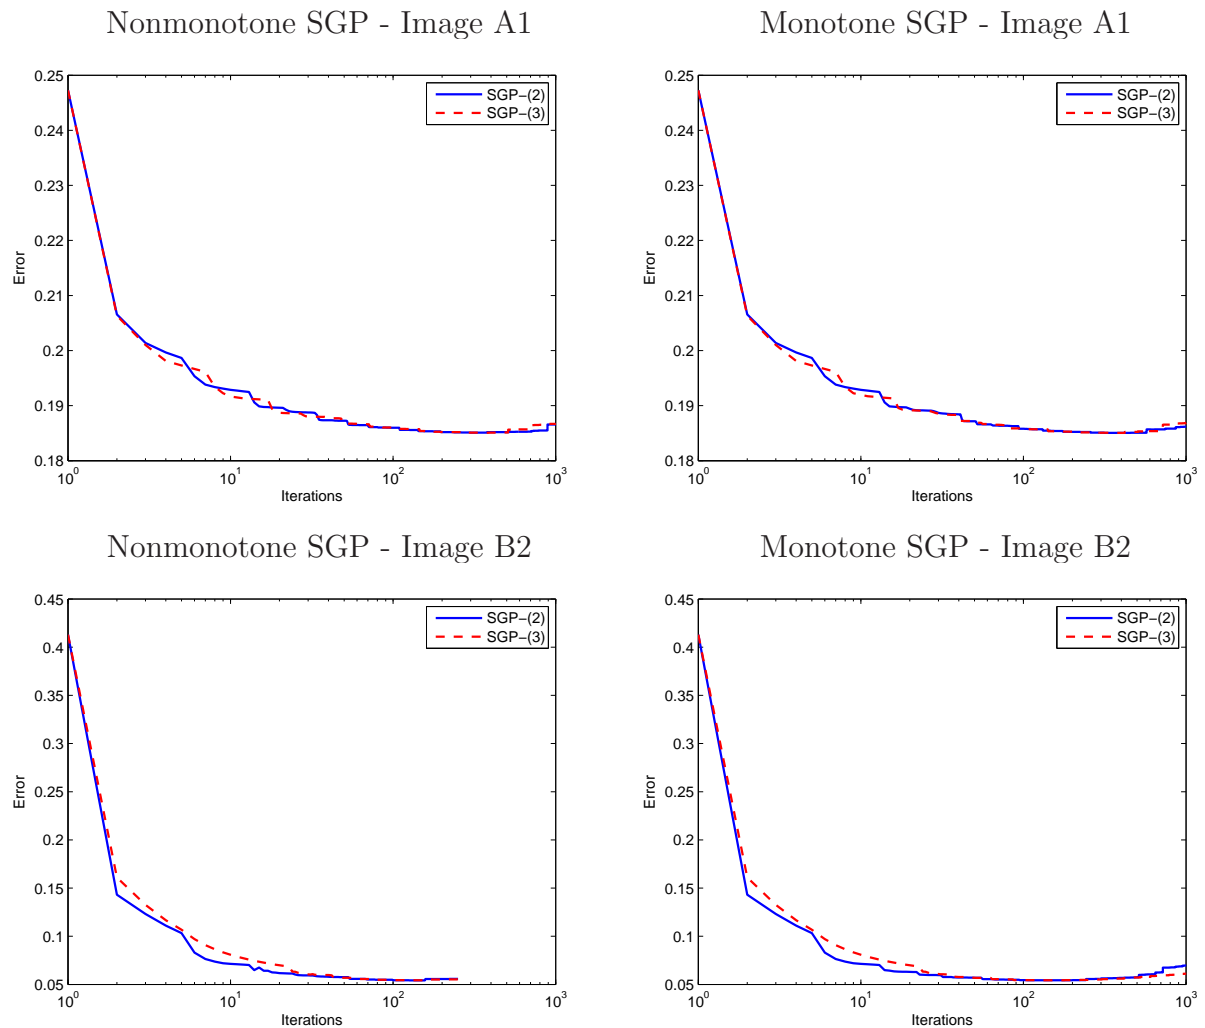 Nonmonotone SGP - Image A1
0.25
0.24
0.23
0.22
0.21
0.2
0.19
0.18
Error
10^0
10^1
10^2
10^3
Iterations
SGP-(2)
SGP-(3)
Monotone SGP - Image A1
0.25
0.24
0.23
0.22
0.21
0.2
0.19
0.18
Error
10^0
10^1
10^2
10^3
Iterations
SGP-(2)
SGP-(3)
Nonmonotone SGP - Image B2
0.45
0.4
0.35
0.3
0.25
0.2
0.15
0.1
0.05
Error
10^0
10^1
10^2
10^3
Iterations
SGP-(2)
SGP-(3)
Monotone SGP - Image B2
0.45
0.4
0.35
0.3
0.25
0.2
0.15
0.1
0.05
Error
10^0
10^1
10^2
10^3
Iterations
SGP-(2)
SGP-(3)